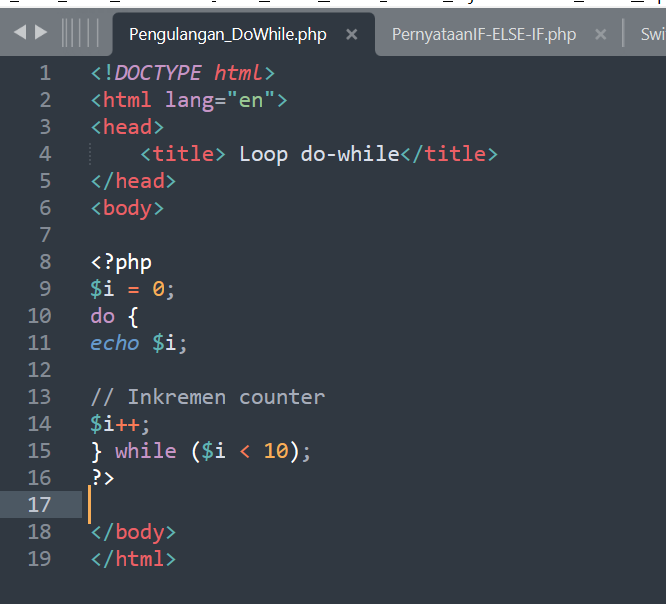 Pengulangan_DoWhile.php × PernyataanIF-ELSE-IF.php × Swi
1 <!DOCTYPE html>
2 <html lang="en">
3 <head>
4 <title> Loop do-while</title>
5 </head>
6 <body>
7
8 <?php
9 $i = 0;
10 do {
11 echo $i;
12
13 // Inkremen counter
14 $i++;
15 } while ($i < 10);
16 ?>
17
18 </body>
19 </html>